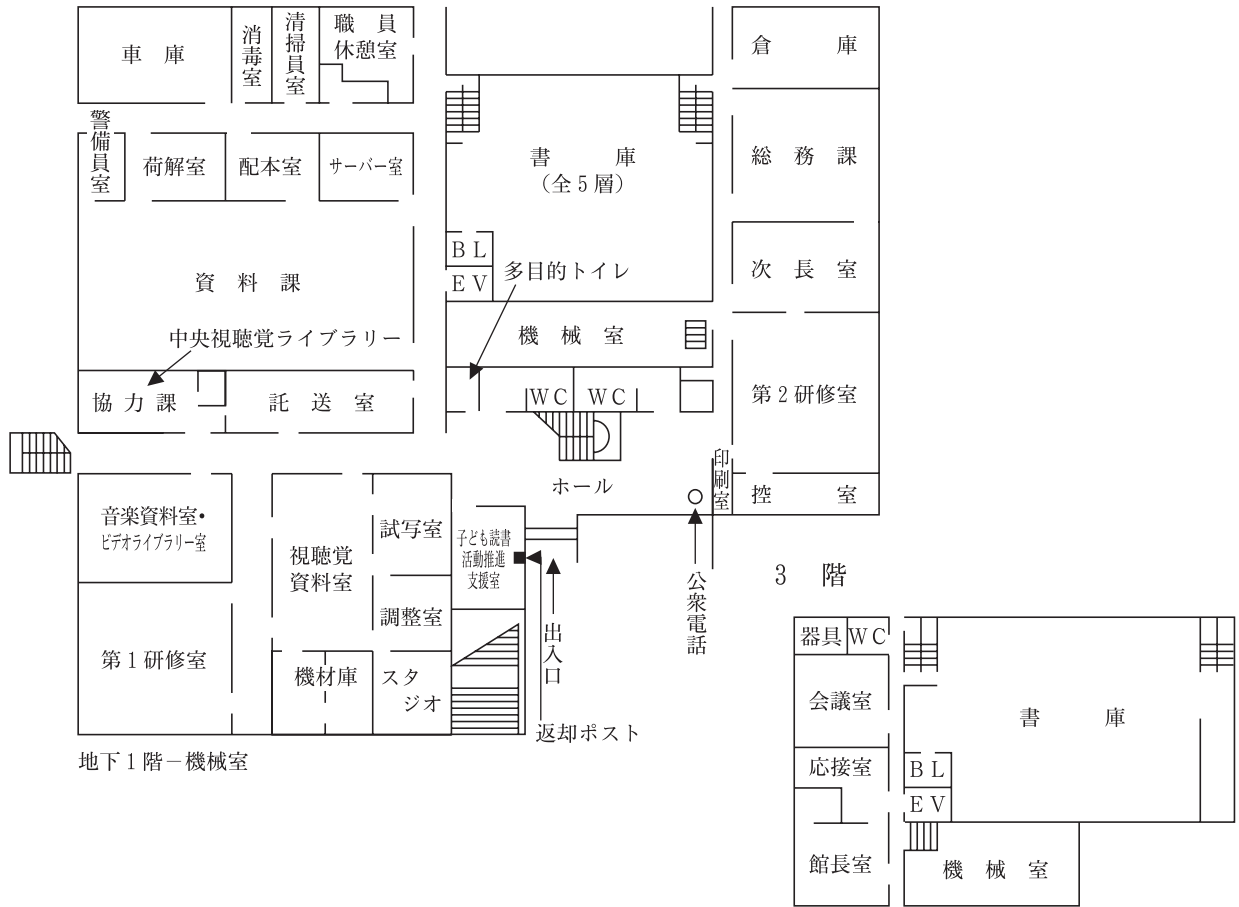 車庫
消毒室
清掃員室
職員
休憩室
倉庫
警備員室
荷解室
配本室
サーバー室
書庫
(全5層)
総務課
BL
EV
多目的トイレ
次長室
資料課
中央視聴覚ライブラリー
機械室
協力課
託送室
WC
WC
第2研修室
ホール
印刷室
控室
音楽資料室・
ビデオライブラリー室
視聴覚
資料室
試写室
子ども読書
活動推進
支援室
調整室
公衆電話
出入口
第1研修室
機材庫
スタ
ジオ
返却ポスト
地下1階−機械室
3階
器具
WC
会議室
書庫
応接室
BL
EV
館長室
機械室